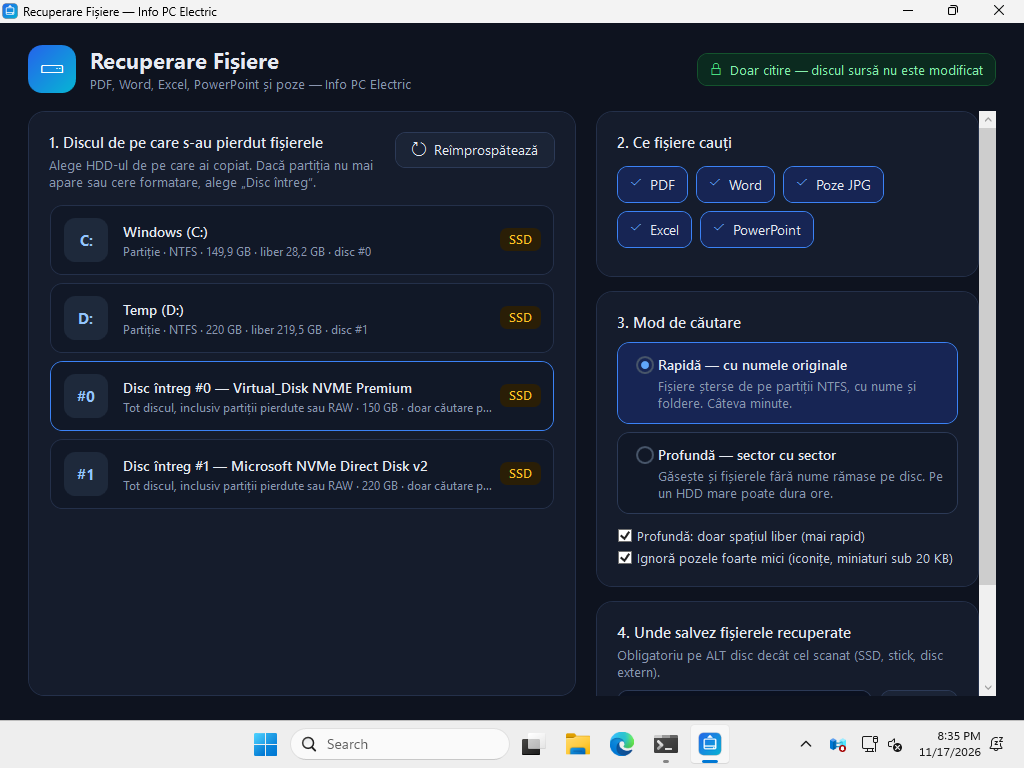 Recuperare Fișiere — Info PC Electric
Recuperare Fișiere
PDF, Word, Excel, PowerPoint și poze — Info PC Electric
Doar citire — discul sursă nu este modificat
1. Discul de pe care s-au pierdut fișierele
Alege HDD-ul de pe care ai copiat. Dacă partiția nu mai
apare sau cere formatare, alege „Disc întreg”.
Reîmprospătează
C:
Windows (C:)
Partiție · NTFS · 149,9 GB · liber 28,2 GB · disc #0
SSD
D:
Temp (D:)
Partiție · NTFS · 220 GB · liber 219,5 GB · disc #1
SSD
#0
Disc întreg #0 — Virtual_Disk NVME Premium
Tot discul, inclusiv partiții pierdute sau RAW · 150 GB · doar căutare p...
SSD
#1
Disc întreg #1 — Microsoft NVMe Direct Disk v2
Tot discul, inclusiv partiții pierdute sau RAW · 220 GB · doar căutare p...
SSD
2. Ce fișiere cauți
PDF
Word
Poze JPG
Excel
PowerPoint
3. Mod de căutare
Rapidă — cu numele originale
Fișiere șterse de pe partiții NTFS, cu nume și
foldere. Câteva minute.
Profundă — sector cu sector
Găsește și fișierele fără nume rămase pe disc. Pe
un HDD mare poate dura ore.
Profundă: doar spațiul liber (mai rapid)
Ignoră pozele foarte mici (iconițe, miniaturi sub 20 KB)
4. Unde salvez fișierele recuperate
Obligatoriu pe ALT disc decât cel scanat (SSD, stick, disc
extern).
Search
8:35 PM
11/17/2026